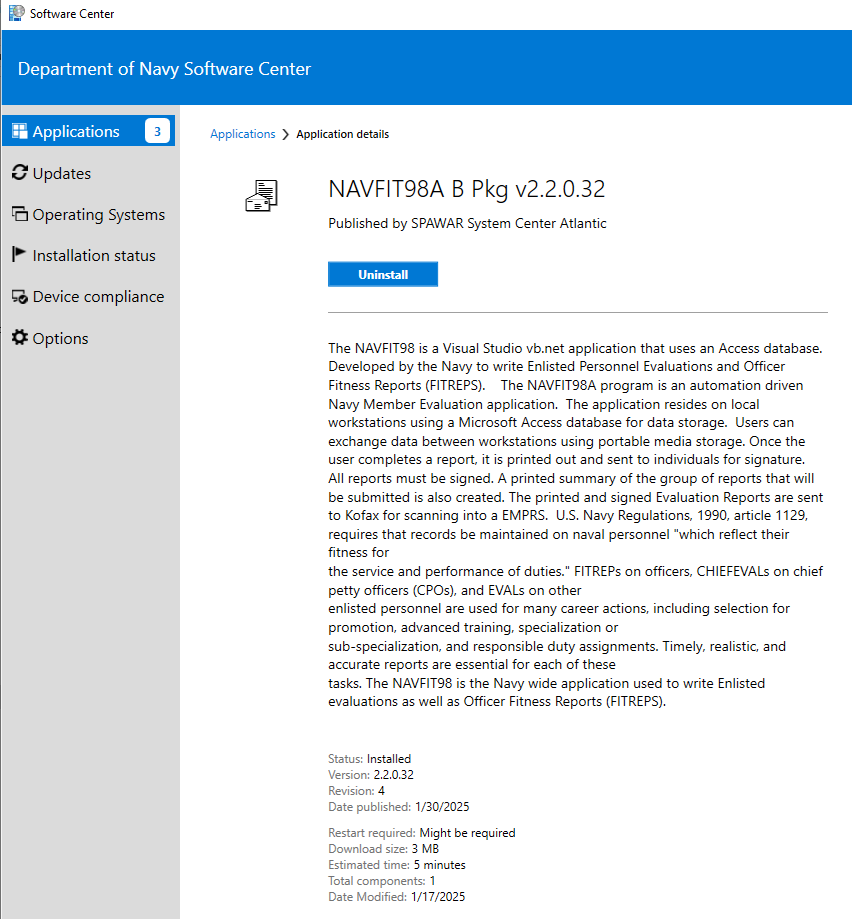 Software Center
Department of Navy Software Center
Applications 3
Updates
Operating Systems
Installation status
Device compliance
Options
Applications > Application details
NAVFIT98A B Pkg v2.2.0.32
Published by SPAWAR System Center Atlantic
Uninstall
The NAVFIT98 is a Visual Studio vb.net application that uses an Access database.
Developed by the Navy to write Enlisted Personnel Evaluations and Officer
Fitness Reports (FITREPS).    The NAVFIT98A program is an automation driven
Navy Member Evaluation application.  The application resides on local
workstations using a Microsoft Access database for data storage.  Users can
exchange data between workstations using portable media storage. Once the
user completes a report, it is printed out and sent to individuals for signature.
All reports must be signed. A printed summary of the group of reports that will
be submitted is also created. The printed and signed Evaluation Reports are sent
to Kofax for scanning into a EMPRS.  U.S. Navy Regulations, 1990, article 1129,
requires that records be maintained on naval personnel "which reflect their
fitness for
the service and performance of duties." FITREPs on officers, CHIEFEVALs on chief
petty officers (CPOs), and EVALs on other
enlisted personnel are used for many career actions, including selection for
promotion, advanced training, specialization or
sub-specialization, and responsible duty assignments. Timely, realistic, and
accurate reports are essential for each of these
tasks. The NAVFIT98 is the Navy wide application used to write Enlisted
evaluations as well as Officer Fitness Reports (FITREPS).
Status: Installed
Version: 2.2.0.32
Revision: 4
Date published: 1/30/2025
Restart required: Might be required
Download size: 3 MB
Estimated time: 5 minutes
Total components: 1
Date Modified: 1/17/2025